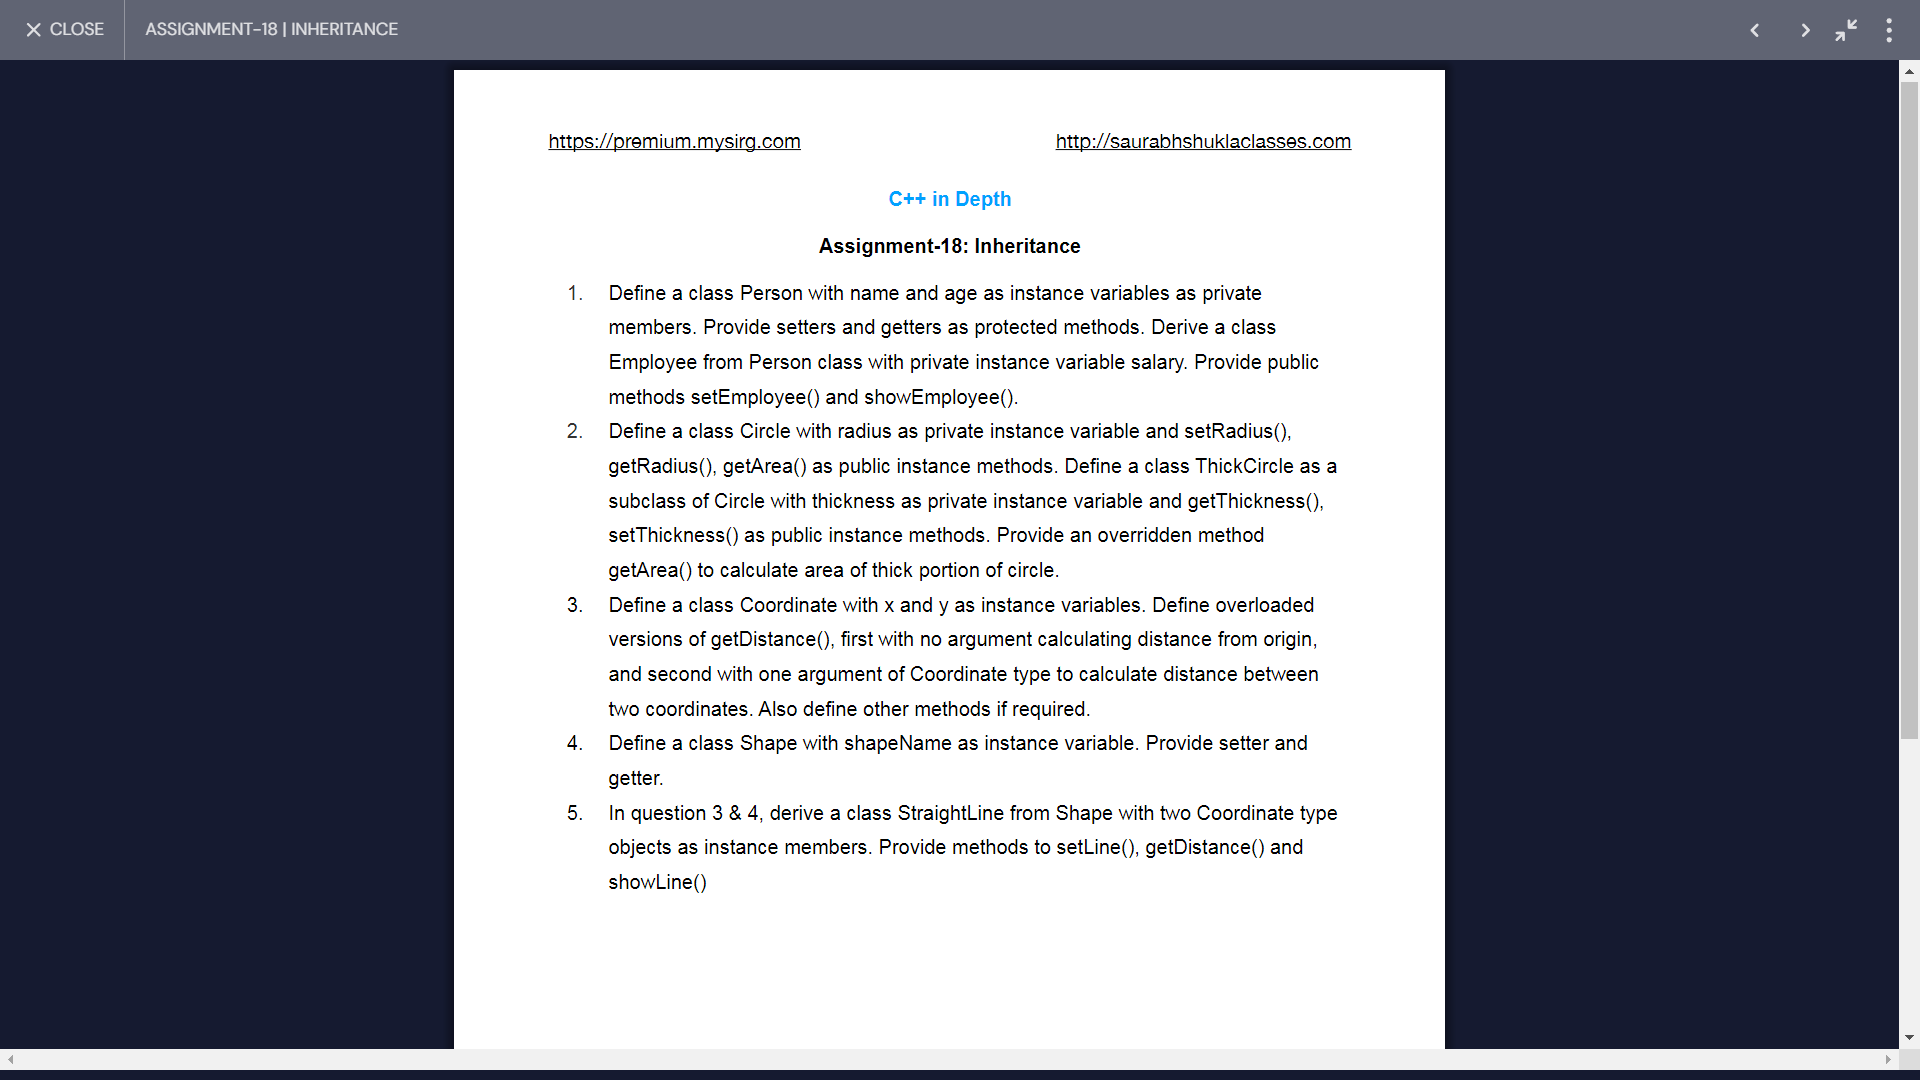 CLOSE
ASSIGNMENT-18 | INHERITANCE
https://premium.mysirg.com
http://saurabhshuklaclasses.com
C++ in Depth
Assignment-18: Inheritance
1. Define a class Person with name and age as instance variables as private
members. Provide setters and getters as protected methods. Derive a class
Employee from Person class with private instance variable salary. Provide public
methods setEmployee() and showEmployee().
2. Define a class Circle with radius as private instance variable and setRadius(),
getRadius(), getArea() as public instance methods. Define a class ThickCircle as a
subclass of Circle with thickness as private instance variable and getThickness(),
setThickness() as public instance methods. Provide an overridden method
getArea() to calculate area of thick portion of circle.
3. Define a class Coordinate with x and y as instance variables. Define overloaded
versions of getDistance(), first with no argument calculating distance from origin,
and second with one argument of Coordinate type to calculate distance between
two coordinates. Also define other methods if required.
4. Define a class Shape with shapeName as instance variable. Provide setter and
getter.
5. In question 3 & 4, derive a class StraightLine from Shape with two Coordinate type
objects as instance members. Provide methods to setLine(), getDistance() and
showLine()